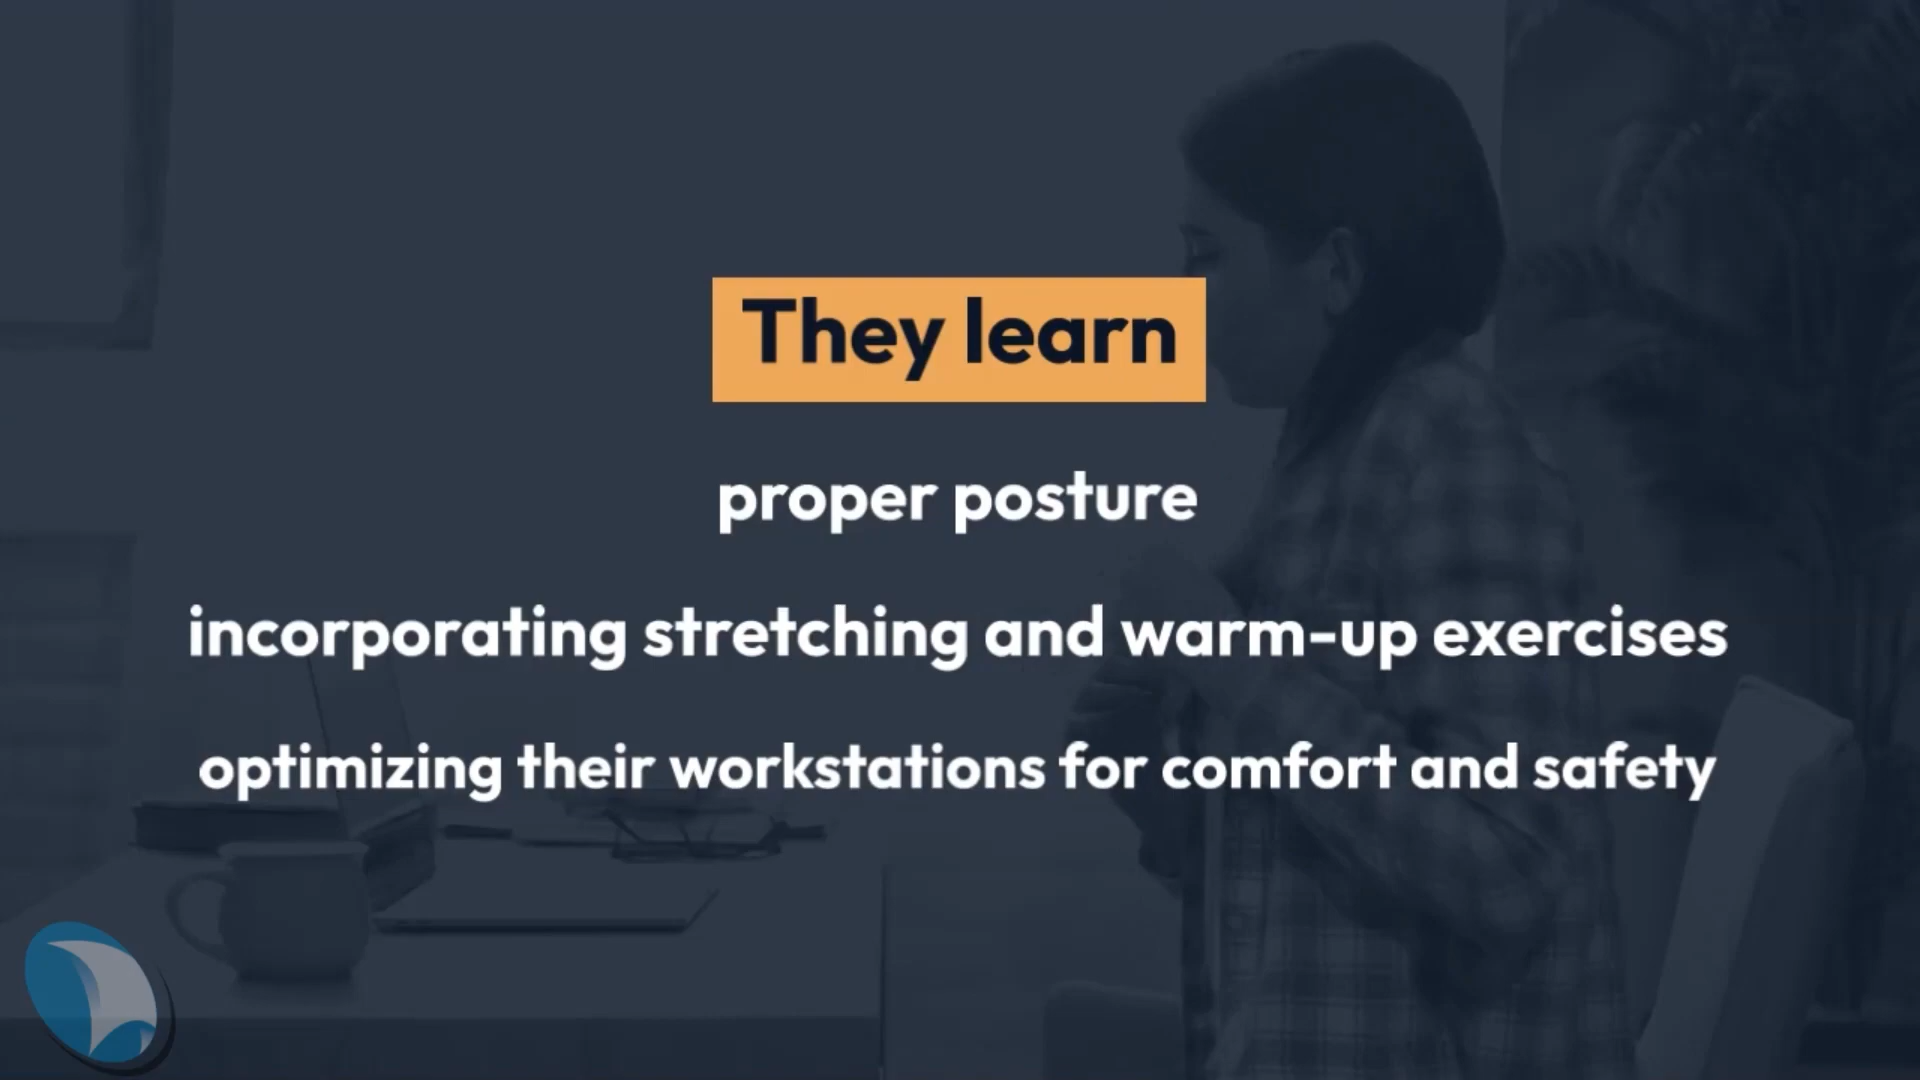 They learn
proper posture
incorporating stretching and warm-up exercises
optimizing their workstations for comfort and safety